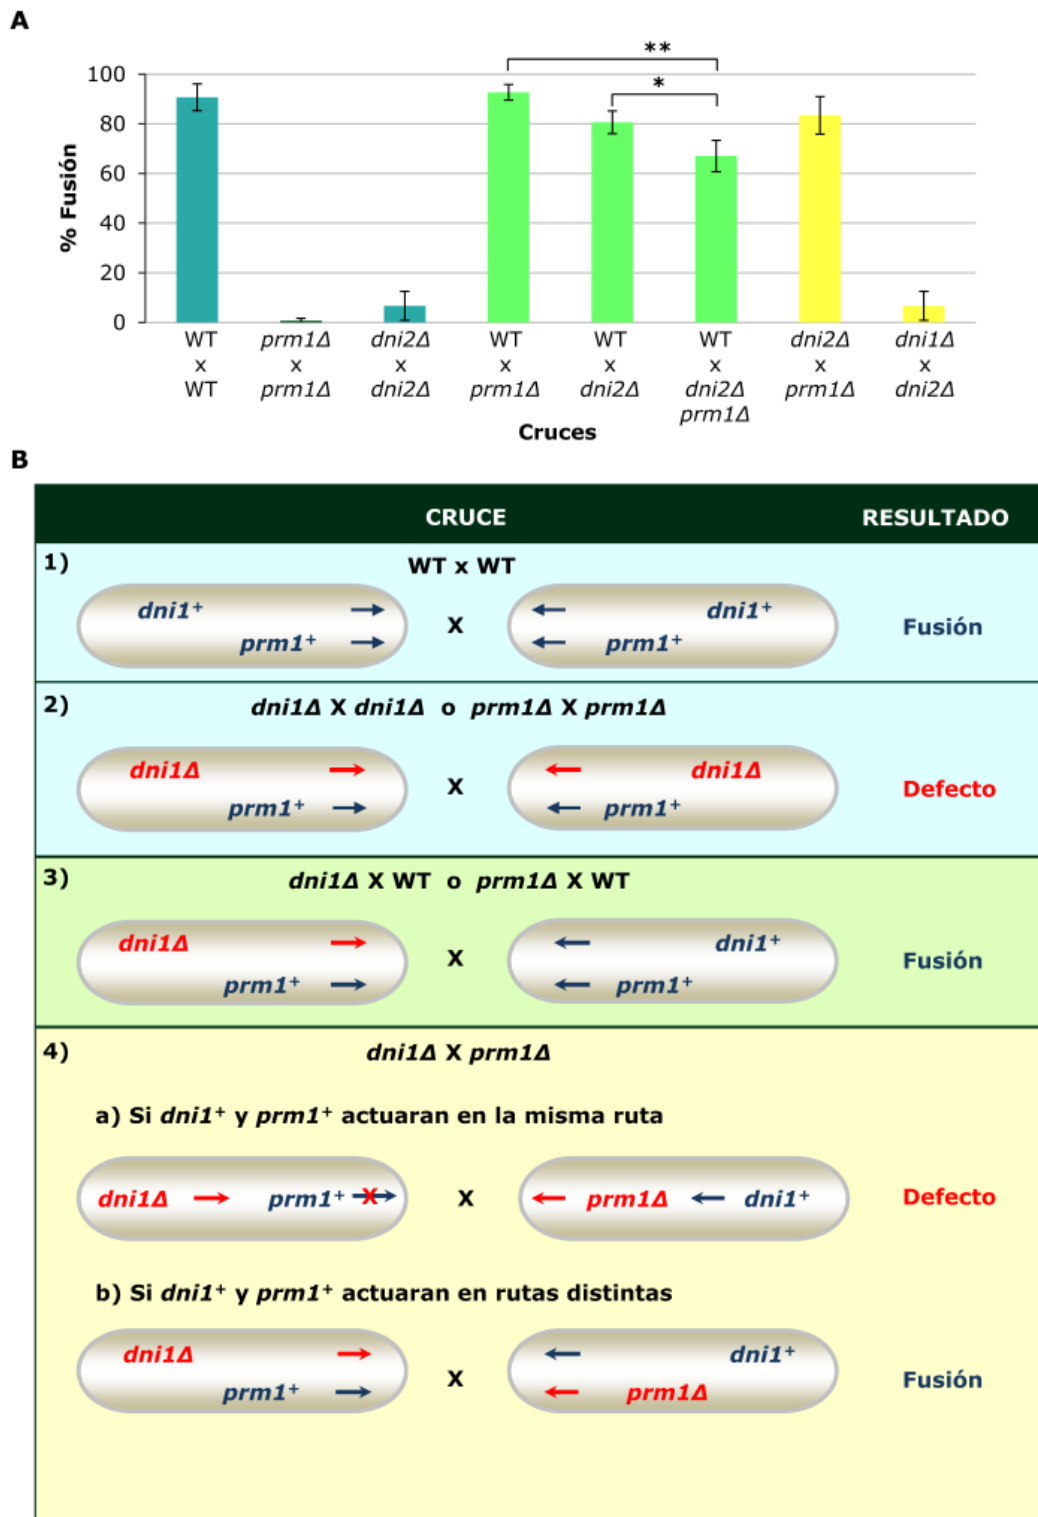 A
% Fusión
100
80
60
40
20
0
**
*
WT x WT
prm1Δ x prm1Δ
dni2Δ x dni2Δ
WT x prm1Δ
WT x dni2Δ
WT x dni2Δ prm1Δ
dni2Δ x prm1Δ
dni1Δ x dni2Δ
Cruces
B
CRUCE RESULTADO
1) WT x WT
dni1⁺ dni1⁺
X Fusión
prm1⁺ prm1⁺
2) dni1Δ X dni1Δ o prm1Δ X prm1Δ
dni1Δ dni1Δ
X Defecto
prm1⁺ prm1⁺
3) dni1Δ X WT o prm1Δ X WT
dni1Δ dni1⁺
X Fusión
prm1⁺ prm1⁺
4) dni1Δ X prm1Δ
a) Si dni1⁺ y prm1⁺ actuaran en la misma ruta
dni1Δ prm1⁺ X X prm1Δ dni1⁺ Defecto
b) Si dni1⁺ y prm1⁺ actuaran en rutas distintas
dni1Δ dni1⁺
X Fusión
prm1⁺ prm1Δ